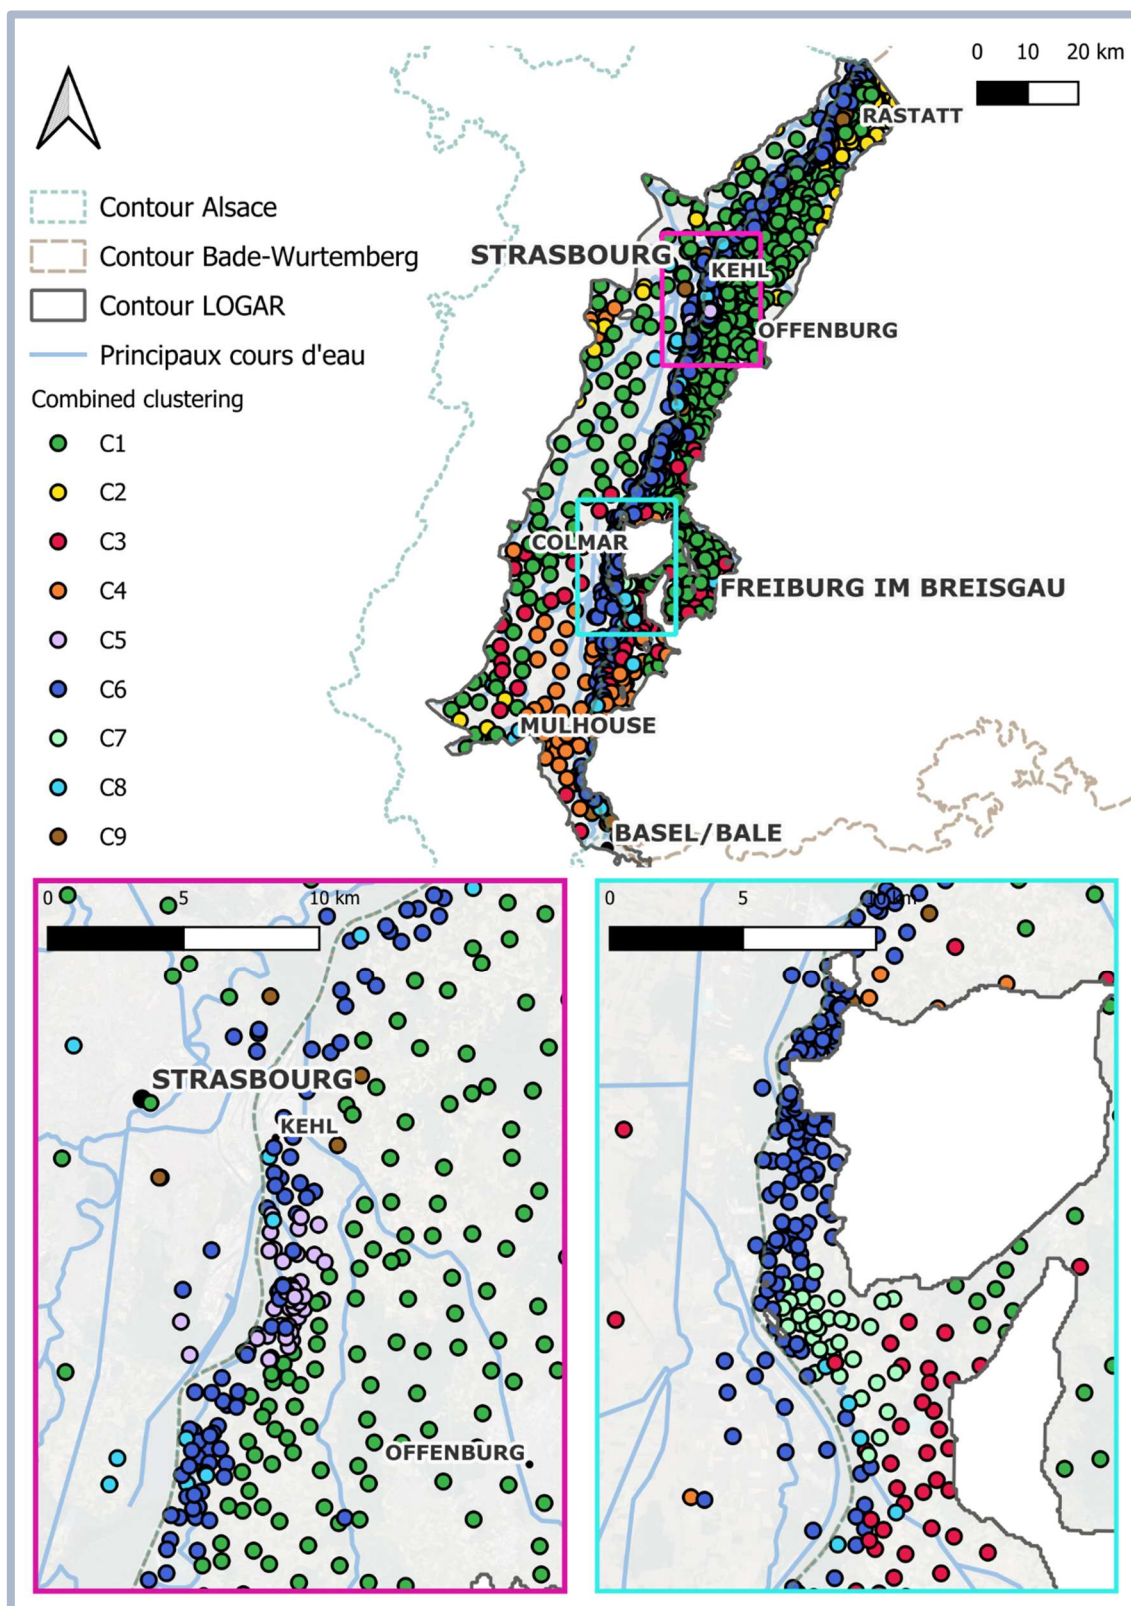 0 10 20 km
RASTATT
Contour Alsace
Contour Bade-Wurtemberg
Contour LOGAR
Principaux cours d'eau
Combined clustering
C1
C2
C3
C4
C5
C6
C7
C8
C9
STRASBOURG
KEHL
OFFENBURG
COLMAR
FREIBURG IM BREISGAU
MULHOUSE
BASEL/BALE
0 5 10 km
STRASBOURG
KEHL
OFFENBURG
0 5 10 km